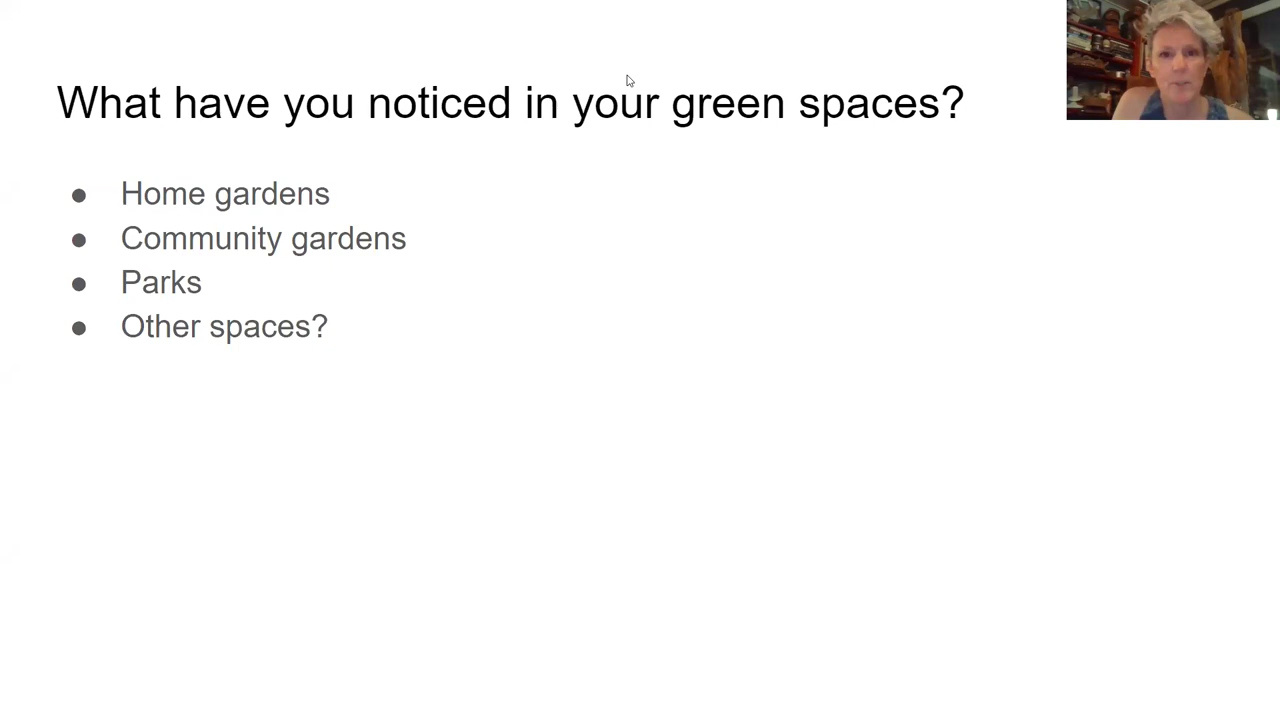 What have you noticed in your green spaces?
● Home gardens
● Community gardens
● Parks
● Other spaces?